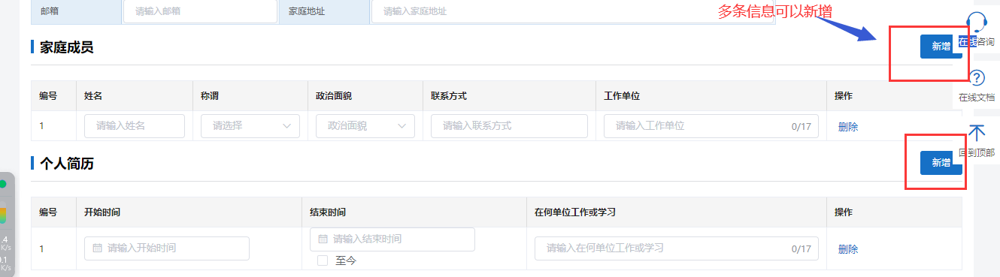 邮箱 请输入邮箱 家庭地址 请输入家庭地址
多条信息可以新增
在线咨询
家庭成员 新增
在线文档
编号 姓名 称谓 政治面貌 联系方式 工作单位 操作
1 请输入姓名 请选择 政治面貌 请输入联系方式 请输入工作单位 0/17 删除
回到顶部
个人简历 新增
编号 开始时间 结束时间 在何单位工作或学习 操作
1 请输入开始时间 请输入结束时间 请输入在何单位工作或学习 0/17 删除
至今
.4
K/s
0.1
K/s